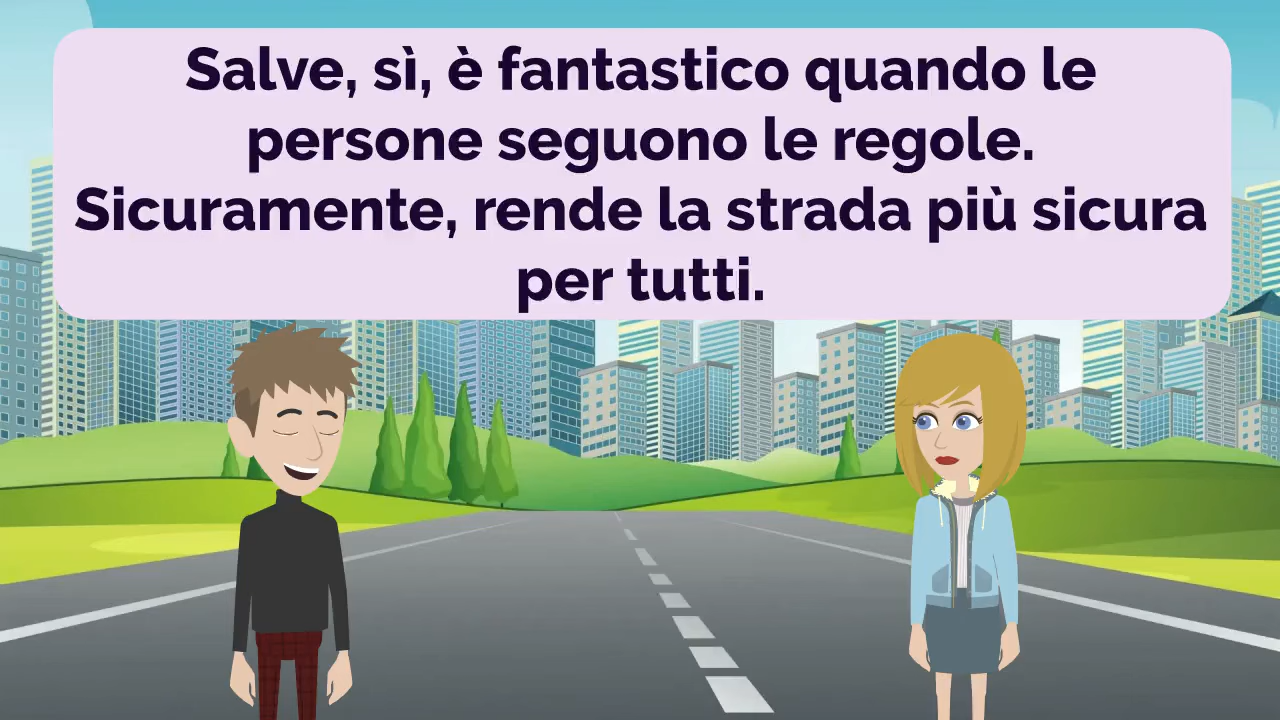 Salve, sì, è fantastico quando le
persone seguono le regole.
Sicuramente, rende la strada più sicura
per tutti.